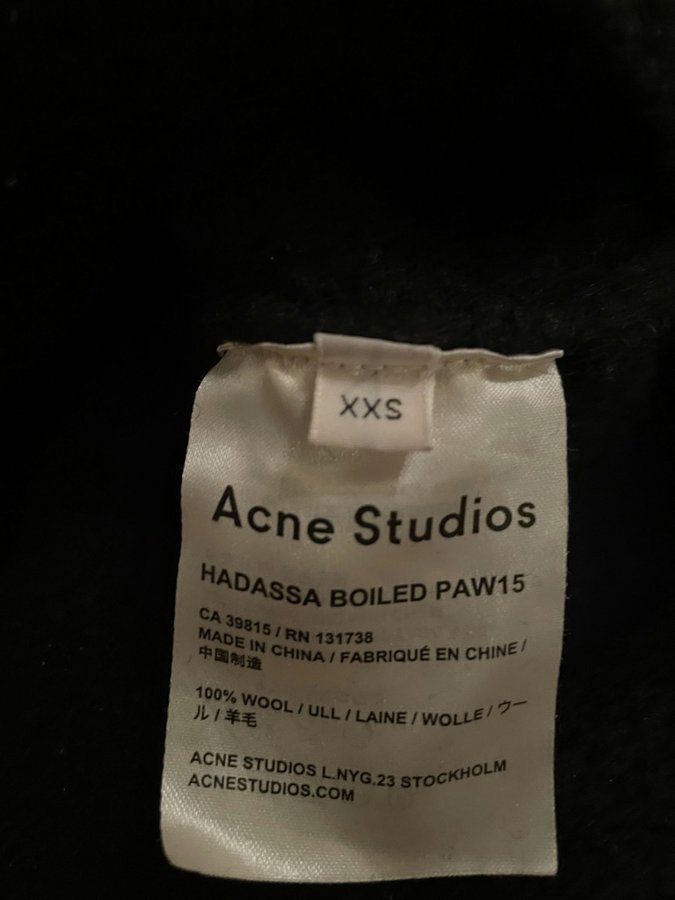 XXS
Acne Studios
HADASSA BOILED PAW15
CA 39815 / RN 131738
MADE IN CHINA / FABRIQUÉ EN CHINE /
中国制造
100% WOOL / ULL / LAINE / WOLLE / ウー
ル / 羊毛
ACNE STUDIOS L.NYG.23 STOCKHOLM
ACNESTUDIOS.COM